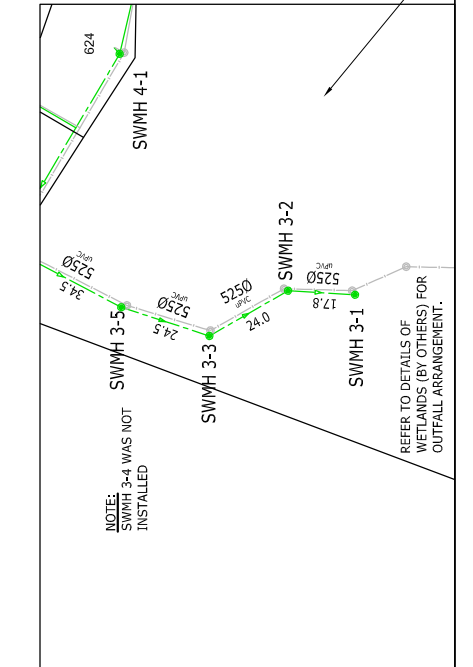 624
SWMH 4-1
525Ø
uPVC
34.5
SWMH 3-5
525Ø
uPVC
24.5
SWMH 3-3
525Ø
uPVC
24.0
SWMH 3-2
525Ø
uPVC
17.8
SWMH 3-1
NOTE:
SWMH 3-4 WAS NOT
INSTALLED
REFER TO DETAILS OF
WETLANDS (BY OTHERS) FOR
OUTFALL ARRANGEMENT.